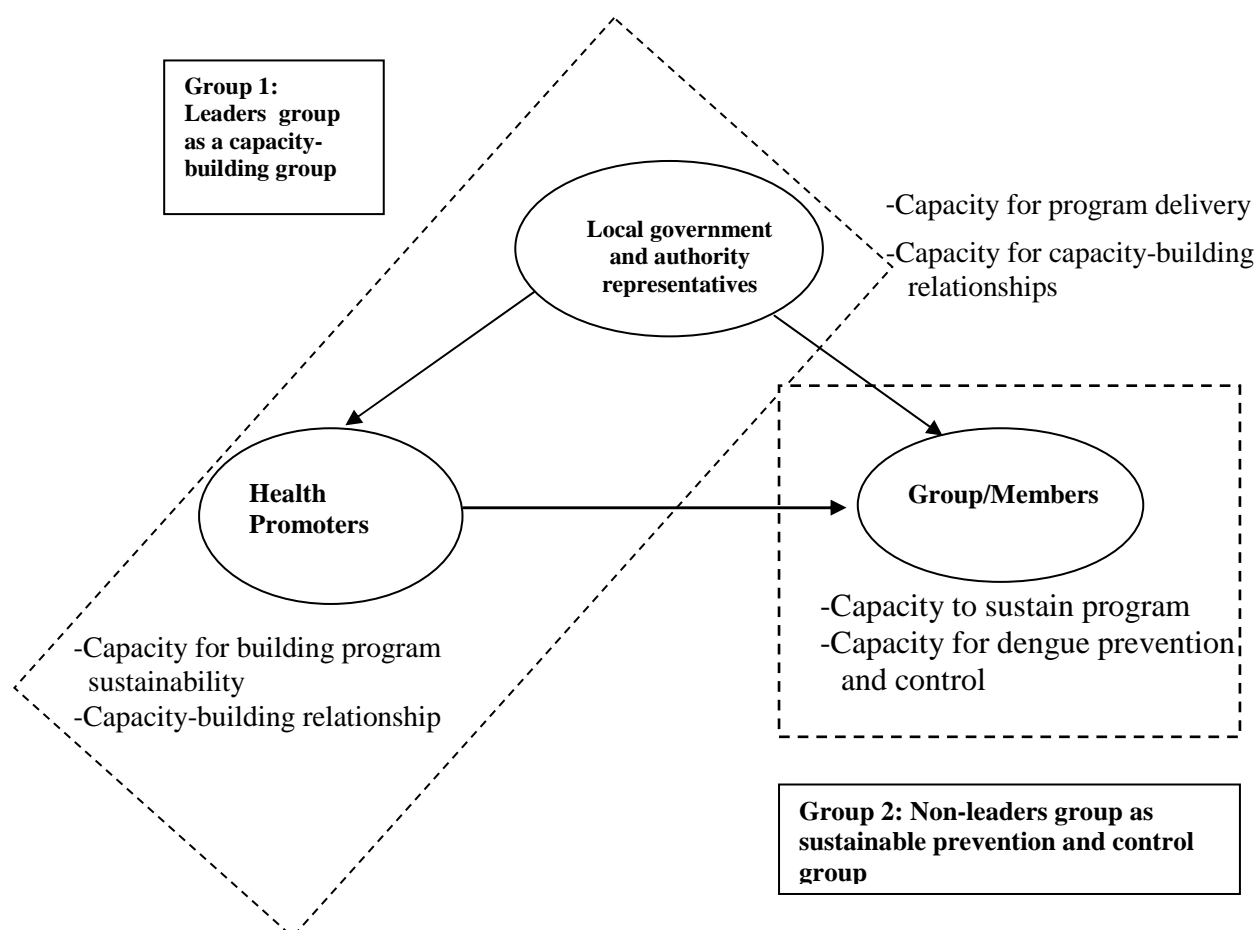 Group 1:
Leaders group
as a capacity-
building group
Local government
and authority
representatives
-Capacity for program delivery
-Capacity for capacity-building
relationships
Health
Promoters
Group/Members
-Capacity for building program
sustainability
-Capacity-building relationship
-Capacity to sustain program
-Capacity for dengue prevention
and control
Group 2: Non-leaders group as
sustainable prevention and control
group